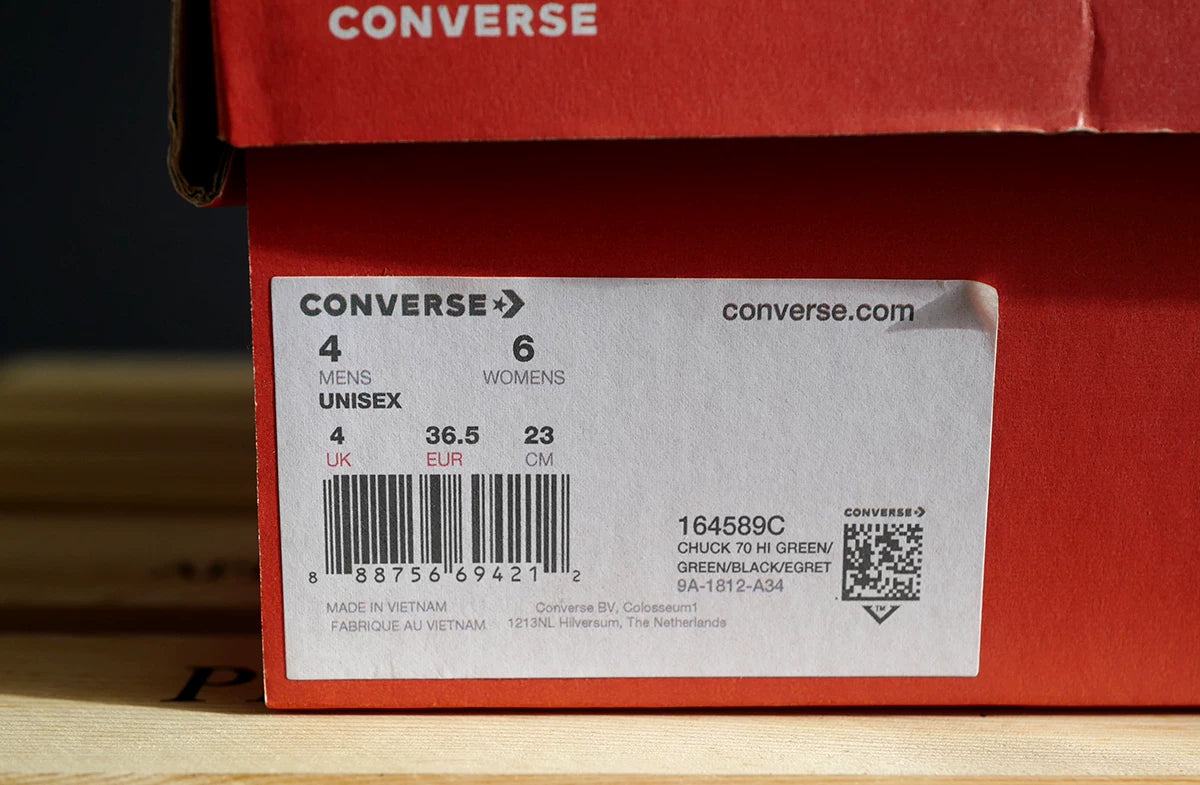 CONVERSE
CONVERSE
converse.com
4 6
MENS WOMENS
UNISEX
4 36.5 23
UK EUR CM
8 88756 69421 2
MADE IN VIETNAM
FABRIQUE AU VIETNAM
Converse BV, Colosseum1
1213NL Hilversum, The Netherlands
164589C
CHUCK 70 HI GREEN/
GREEN/BLACK/EGRET
9A-1812-A34
CONVERSE
TM